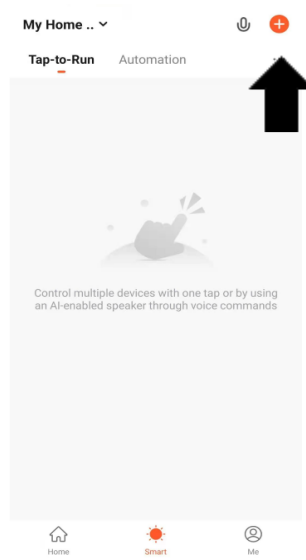 My Home ..
Tap-to-Run Automation
Control multiple devices with one tap or by using
an AI-enabled speaker through voice commands
Home Smart Me